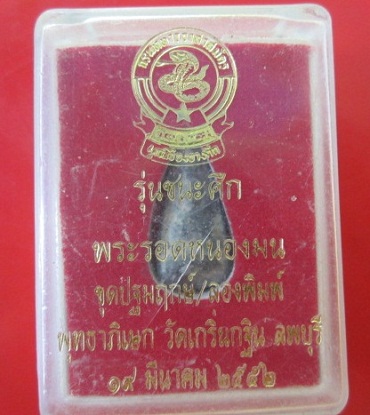 รุ่นชนะศึก
พระรอดหนองมน
ชุดปฐมฤกษ์/ลองพิมพ์
พุทธาภิเษก วัดเกริ่นกฐิน ลพบุรี
๑๙ มีนาคม ๒๕๕๒